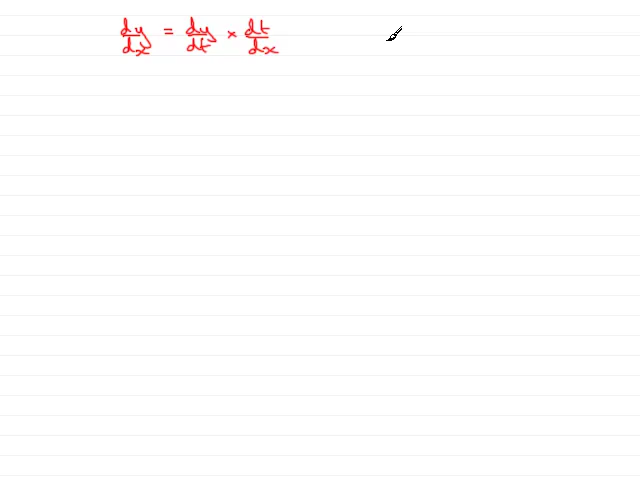 dy/dx = dy/dt × dt/dx